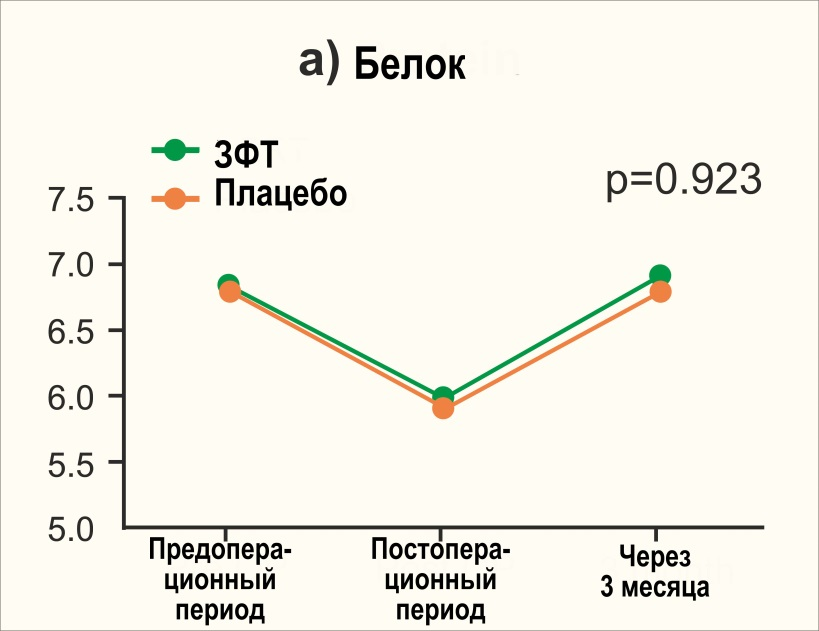 а) Белок
ЗФТ
Плацебо
p=0.923
7.5
7.0
6.5
6.0
5.5
5.0
Предопера-
ционный
период
Постопера-
ционный
период
Через
3 месяца